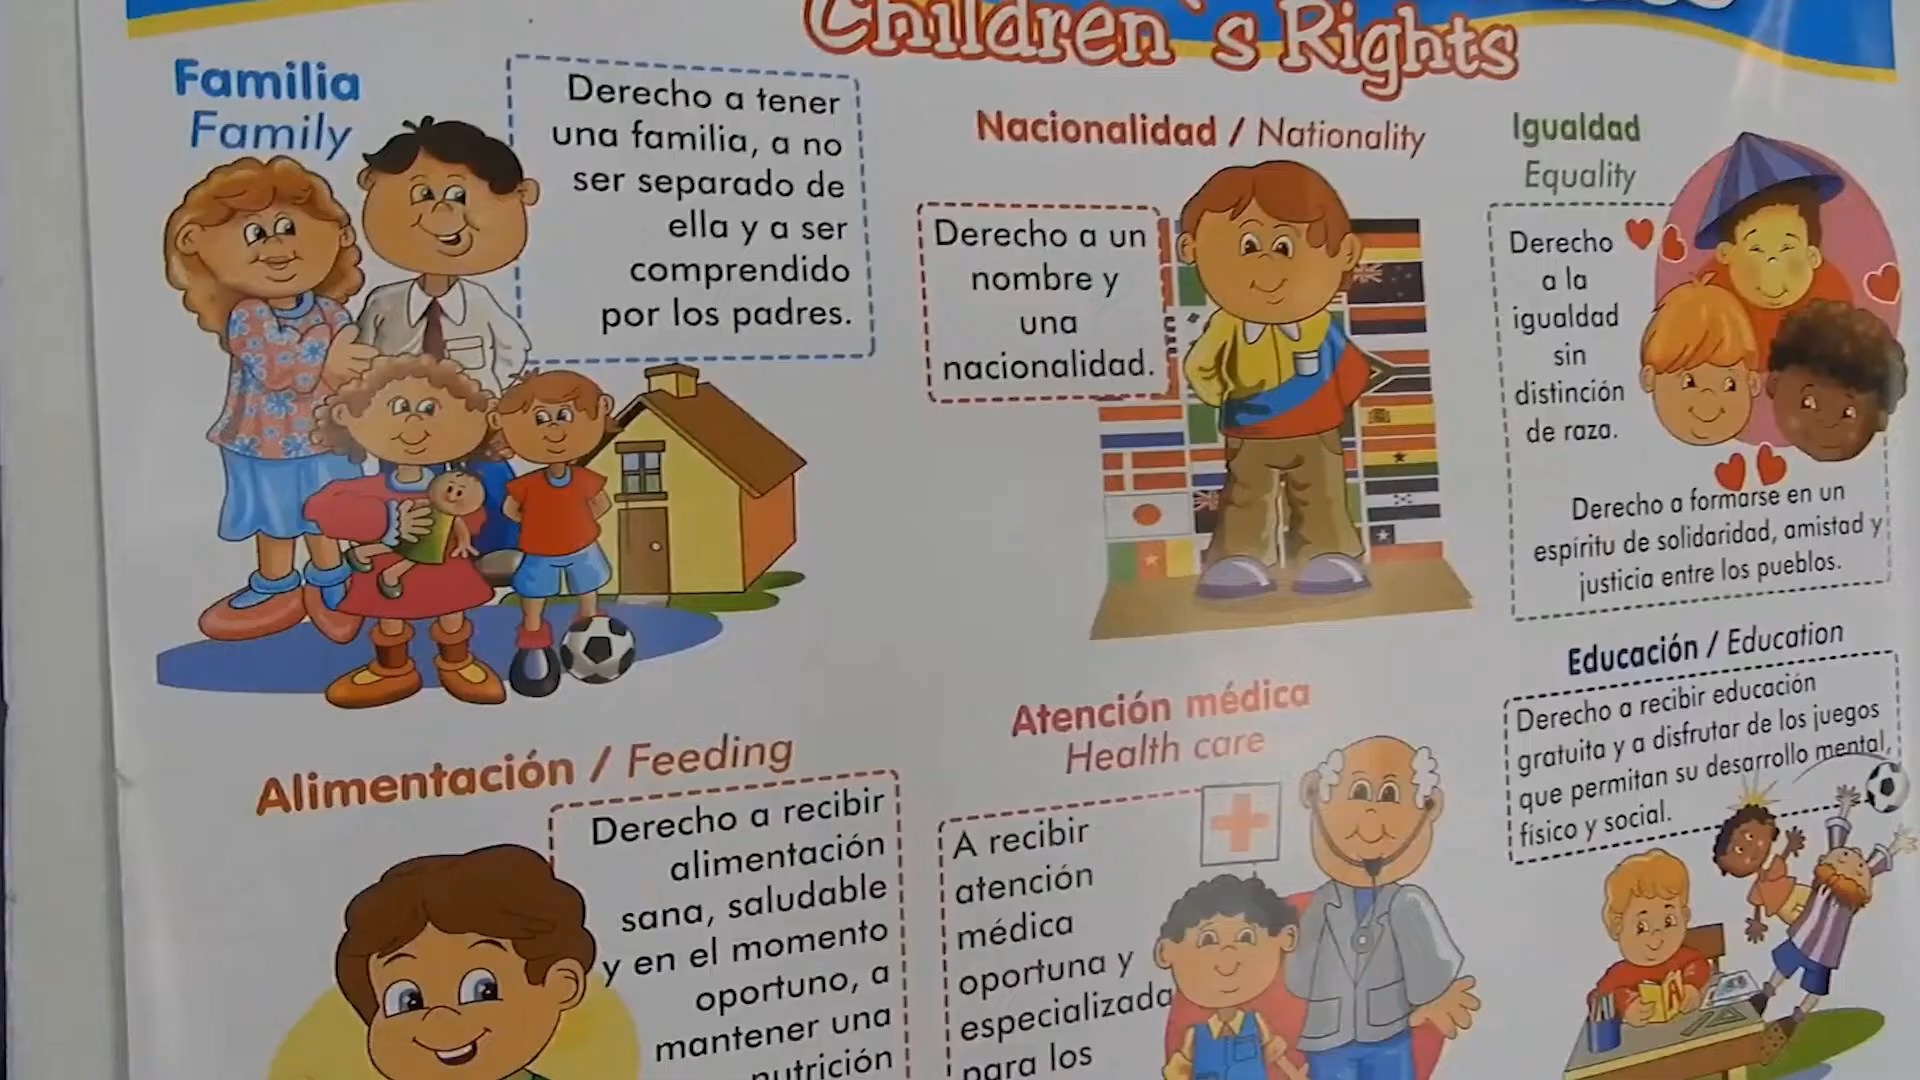 Children`s Rights
Familia
Family
Derecho a tener
una familia, a no
ser separado de
ella y a ser
comprendido
por los padres.
Nacionalidad / Nationality
Derecho a un
nombre y
una
nacionalidad.
Igualdad
Equality
Derecho
a la
igualdad
sin
distinción
de raza.
Derecho a formarse en un
espíritu de solidaridad, amistad y
justicia entre los pueblos.
Alimentación / Feeding
Derecho a recibir
alimentación
sana, saludable
y en el momento
oportuno, a
mantener una
nutrición
Atención médica
Health care
A recibir
atención
médica
oportuna y
especializada
para los
Educación / Education
Derecho a recibir educación
gratuita y a disfrutar de los juegos
que permitan su desarrollo mental,
físico y social.
A